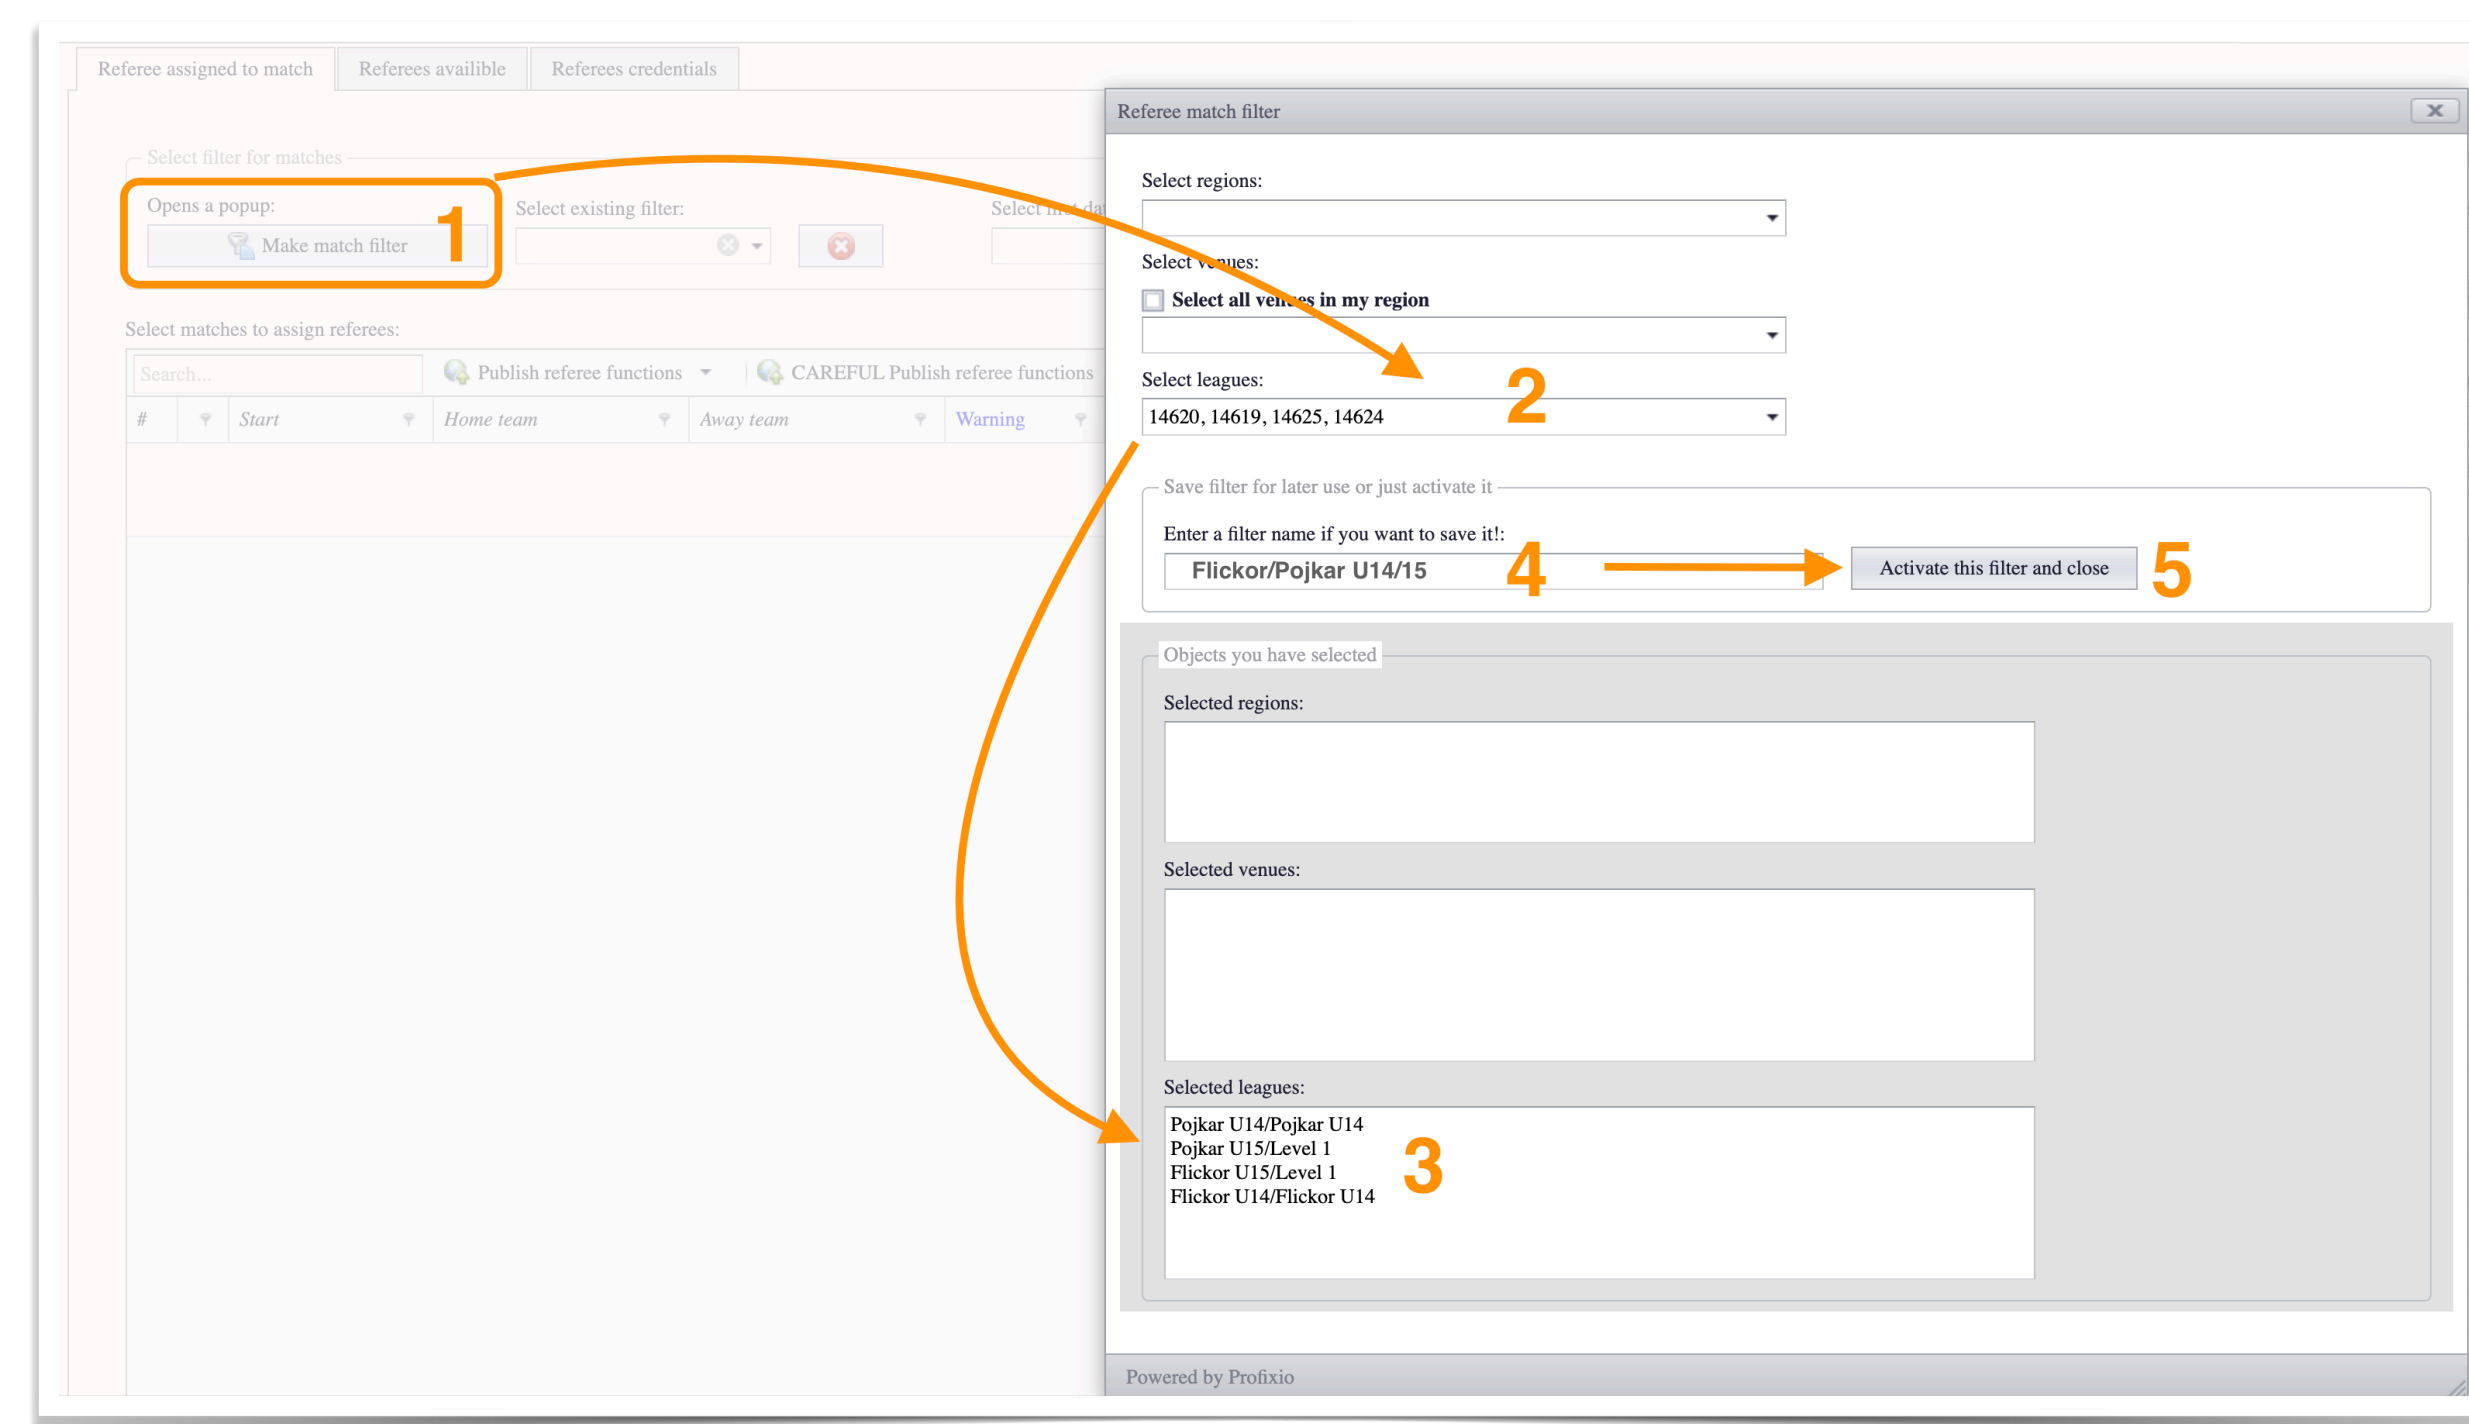 Referee assigned to match
Referees availible
Referees credentials
Select filter for matches
Opens a popup:
Make match filter
1
Select existing filter:
Select first da
Select matches to assign referees:
Search...
Publish referee functions
CAREFUL Publish referee functions
#
Start
Home team
Away team
Warning
Referee match filter
Select regions:
Select venues:
Select all venues in my region
Select leagues:
2
14620, 14619, 14625, 14624
Save filter for later use or just activate it
Enter a filter name if you want to save it!:
Flickor/Pojkar U14/15
4
Activate this filter and close
5
Objects you have selected
Selected regions:
Selected venues:
Selected leagues:
Pojkar U14/Pojkar U14
Pojkar U15/Level 1
Flickor U15/Level 1
Flickor U14/Flickor U14
3
Powered by Profixio